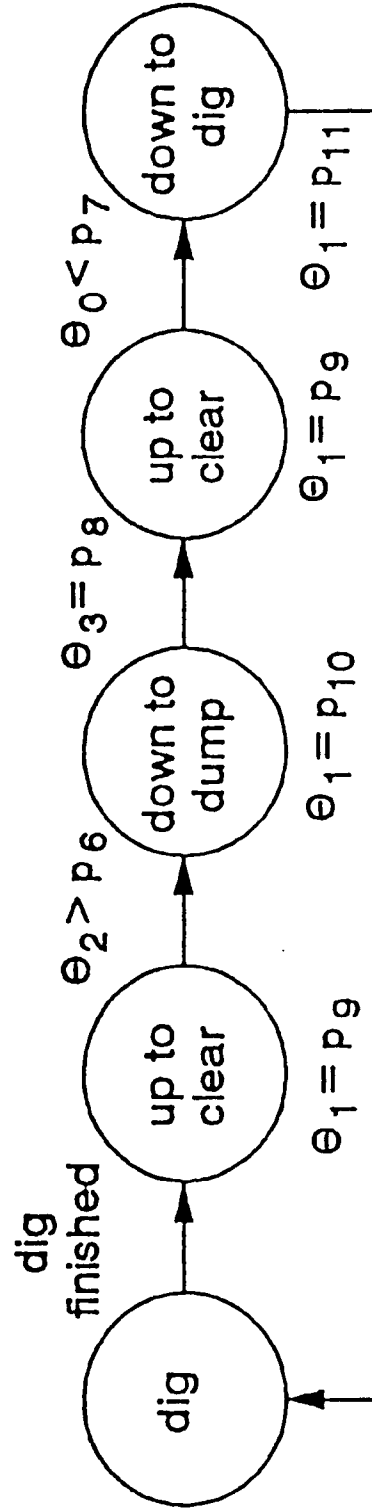 dig
dig
finished
up to
clear
Θ₁ = p₉
Θ₂ > p₆
down to
dump
Θ₁ = p₁₀
Θ₃ = p₈
up to
clear
Θ₁ = p₉
Θ₀ < p₇
down to
dig
Θ₁ = p₁₁